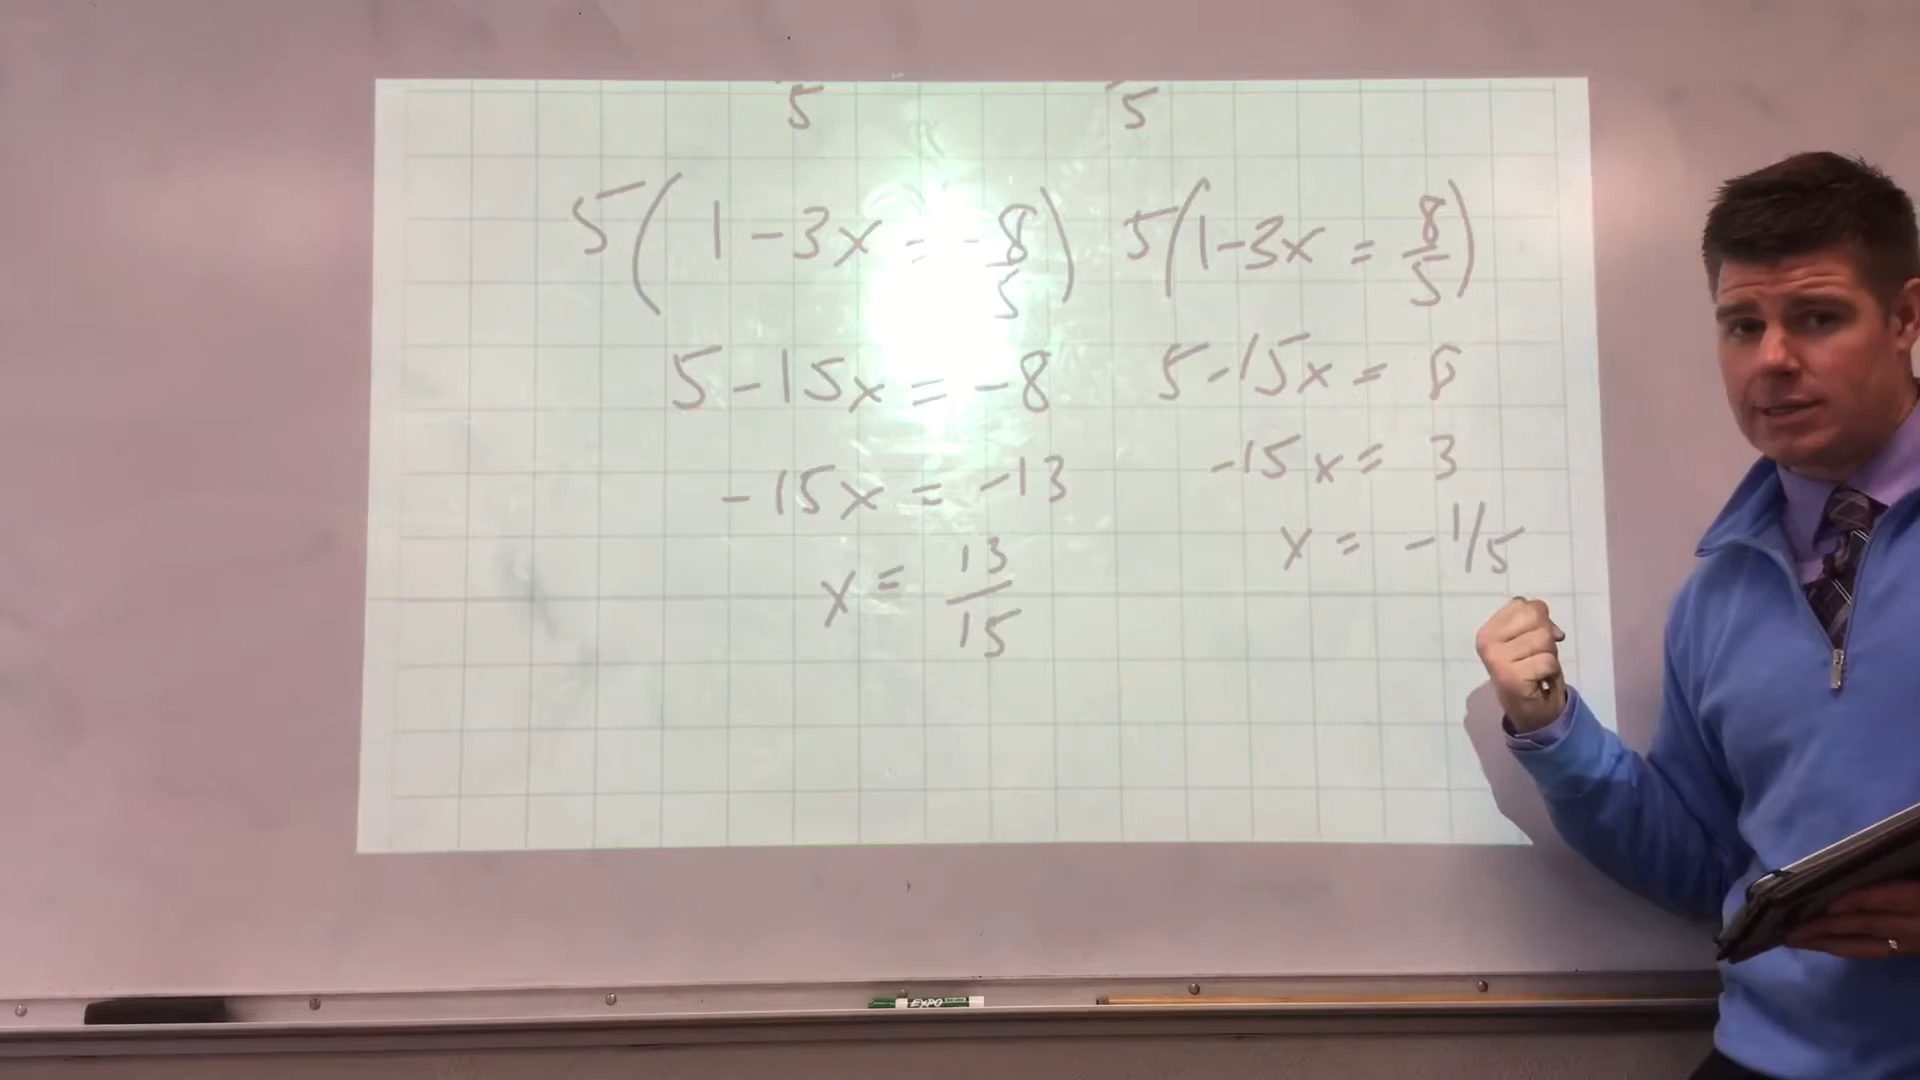 5 5
5(1-3x = -8/5) 5(1-3x = 8/5)
5-15x = -8 5-15x = 8
-15x = -13 -15x = 3
x = 13/15 x = -1/5
EXPO